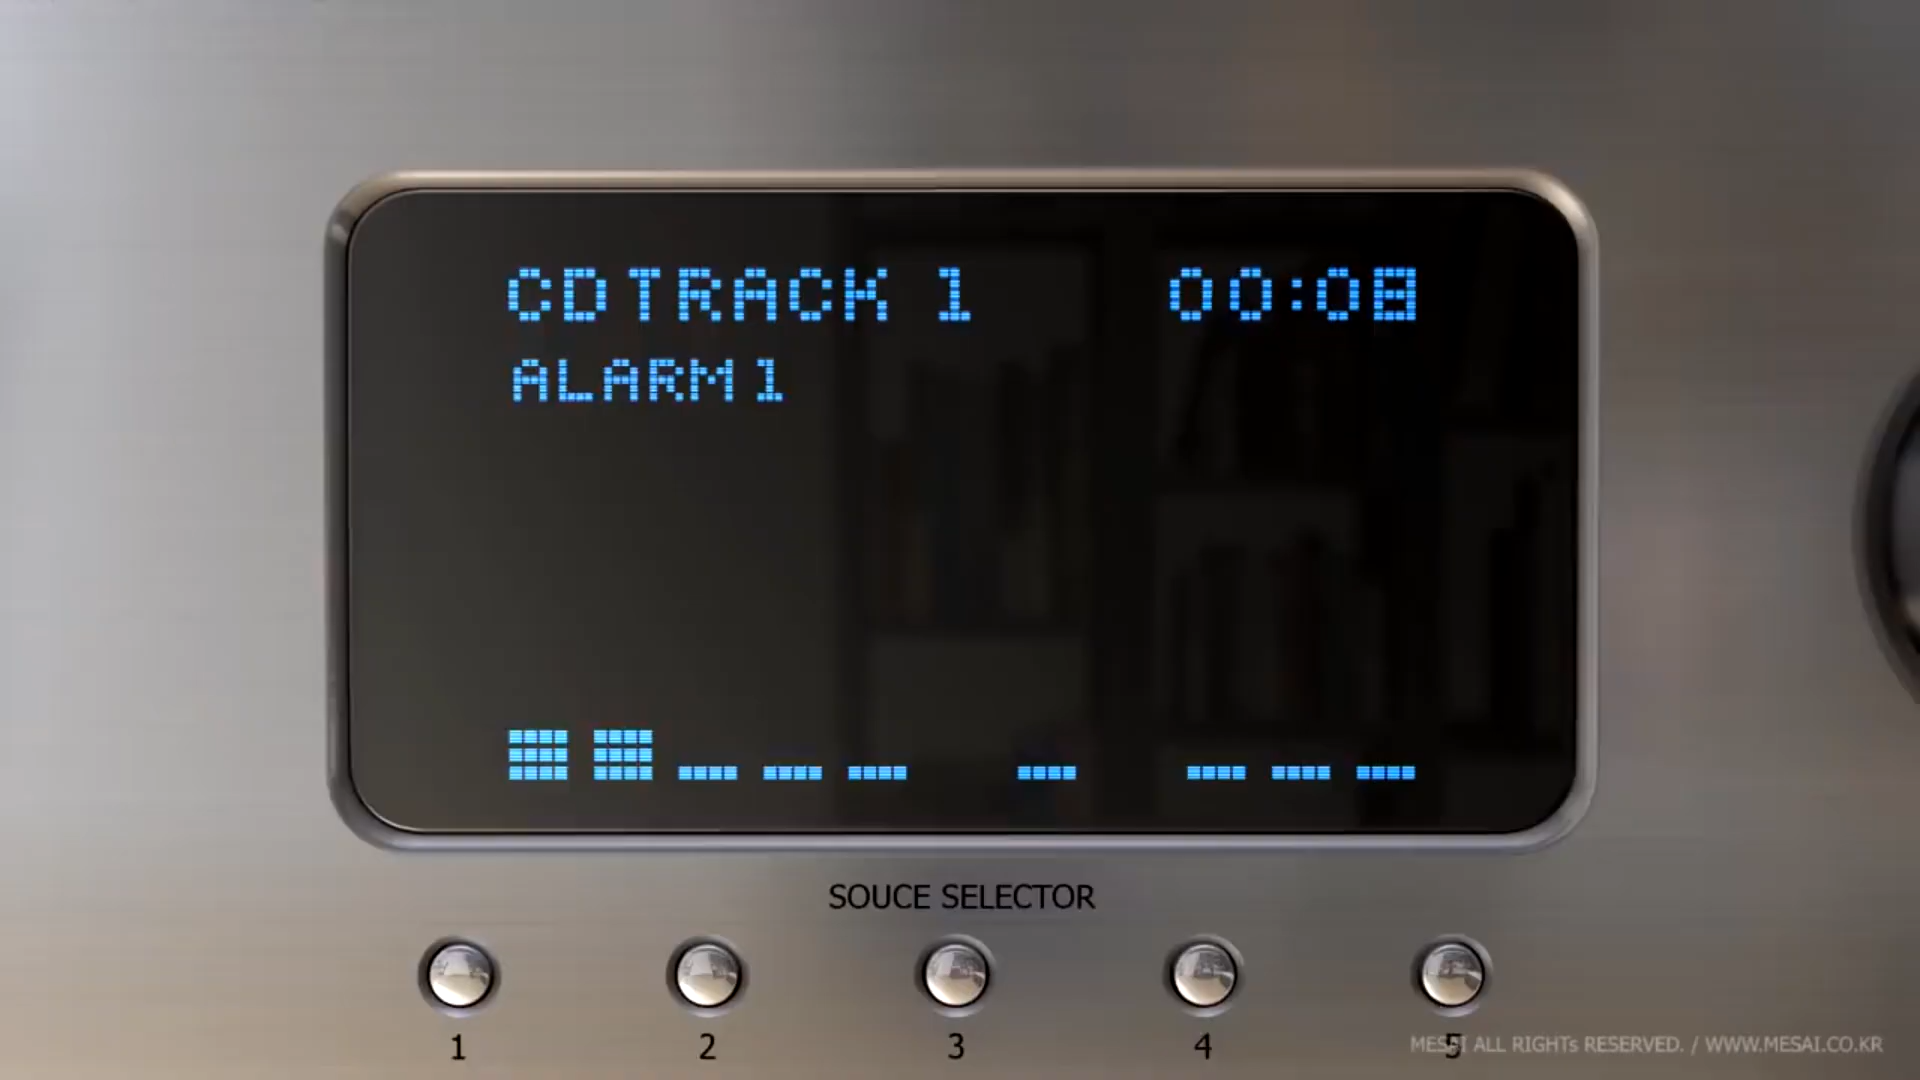 CDTRACK 1 00:08
ALARM 1
SOUCE SELECTOR
1 2 3 4 5
MESAI ALL RIGHTs RESERVED. / WWW.MESAI.CO.KR